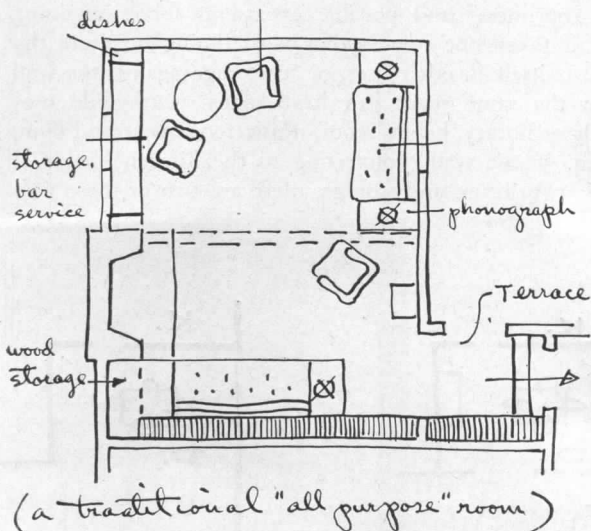 dishes
storage,
bar
service
phonograph
Terrace
wood
storage
(a traditional "all purpose" room)